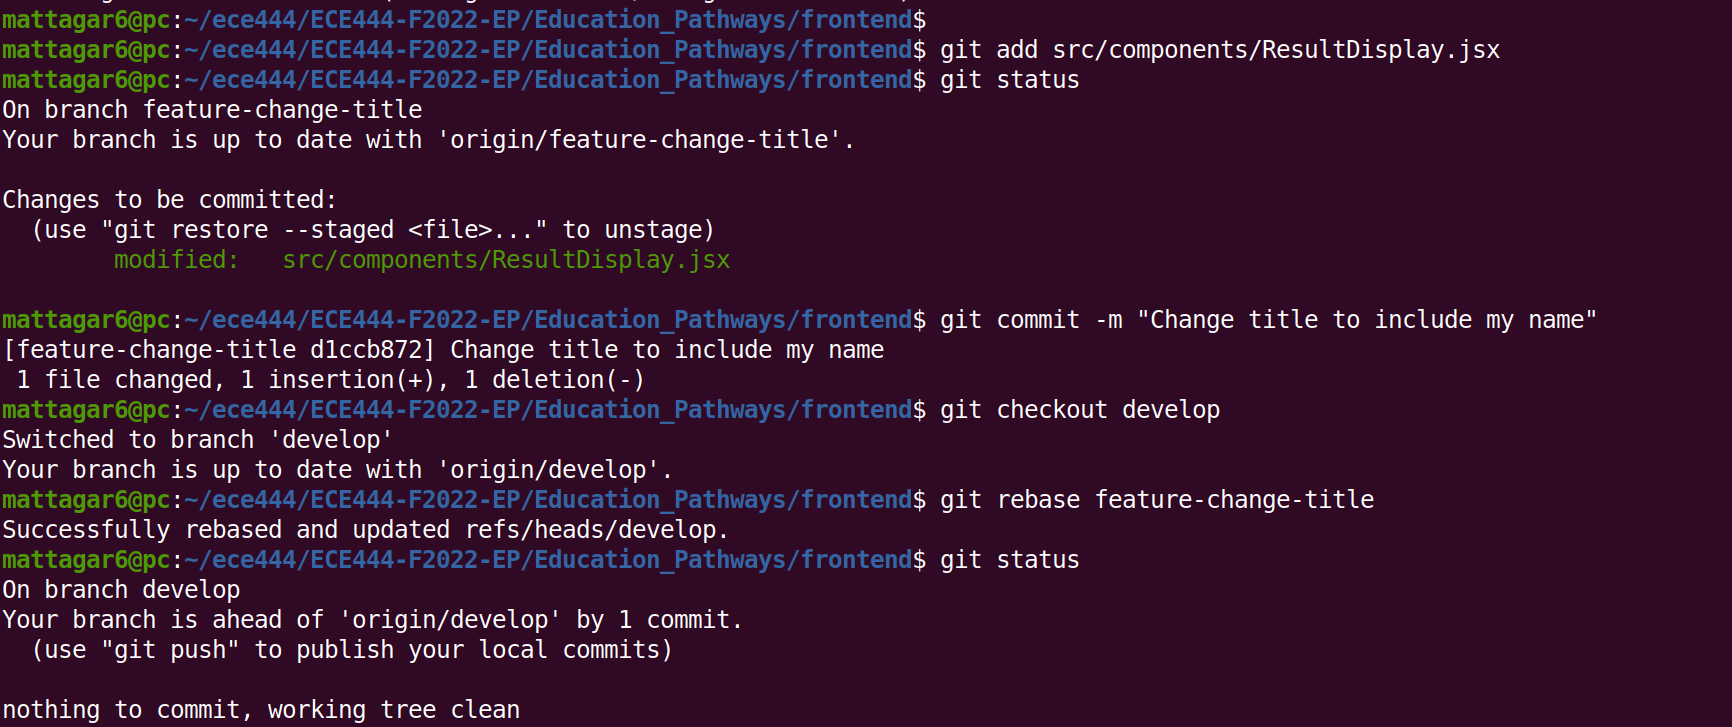 mattagar6@pc:~/ece444/ECE444-F2022-EP/Education_Pathways/frontend$
mattagar6@pc:~/ece444/ECE444-F2022-EP/Education_Pathways/frontend$ git add src/components/ResultDisplay.jsx
mattagar6@pc:~/ece444/ECE444-F2022-EP/Education_Pathways/frontend$ git status
On branch feature-change-title
Your branch is up to date with 'origin/feature-change-title'.

Changes to be committed:
  (use "git restore --staged <file>..." to unstage)
        modified:   src/components/ResultDisplay.jsx

mattagar6@pc:~/ece444/ECE444-F2022-EP/Education_Pathways/frontend$ git commit -m "Change title to include my name"
[feature-change-title d1ccb872] Change title to include my name
 1 file changed, 1 insertion(+), 1 deletion(-)
mattagar6@pc:~/ece444/ECE444-F2022-EP/Education_Pathways/frontend$ git checkout develop
Switched to branch 'develop'
Your branch is up to date with 'origin/develop'.
mattagar6@pc:~/ece444/ECE444-F2022-EP/Education_Pathways/frontend$ git rebase feature-change-title
Successfully rebased and updated refs/heads/develop.
mattagar6@pc:~/ece444/ECE444-F2022-EP/Education_Pathways/frontend$ git status
On branch develop
Your branch is ahead of 'origin/develop' by 1 commit.
  (use "git push" to publish your local commits)

nothing to commit, working tree clean